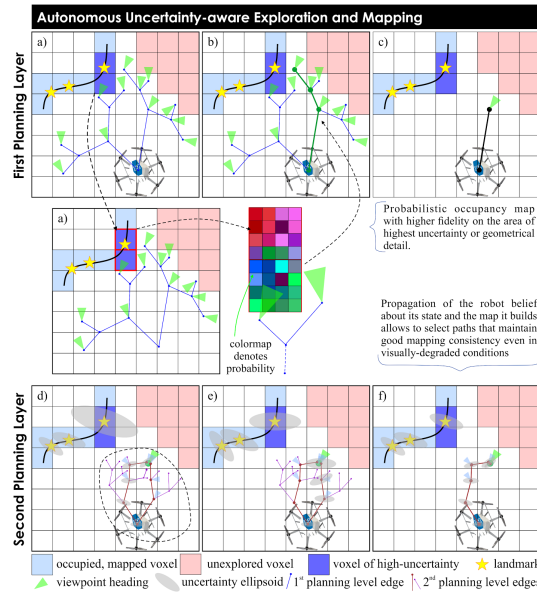 Autonomous Uncertainty-aware Exploration and Mapping
First Planning Layer
a)
b)
c)
Probabilistic occupancy map
with higher fidelity on the area of
highest uncertainty or geometrical
detail.
a)
colormap
denotes
probability
Propagation of the robot belief
about its state and the map it builds
allows to select paths that maintain
good mapping consistency even in
visually-degraded conditions
Second Planning Layer
d)
e)
f)
occupied, mapped voxel
unexplored voxel
voxel of high-uncertainty
landmark
viewpoint heading
uncertainty ellipsoid
1st planning level edge
2nd planning level edges